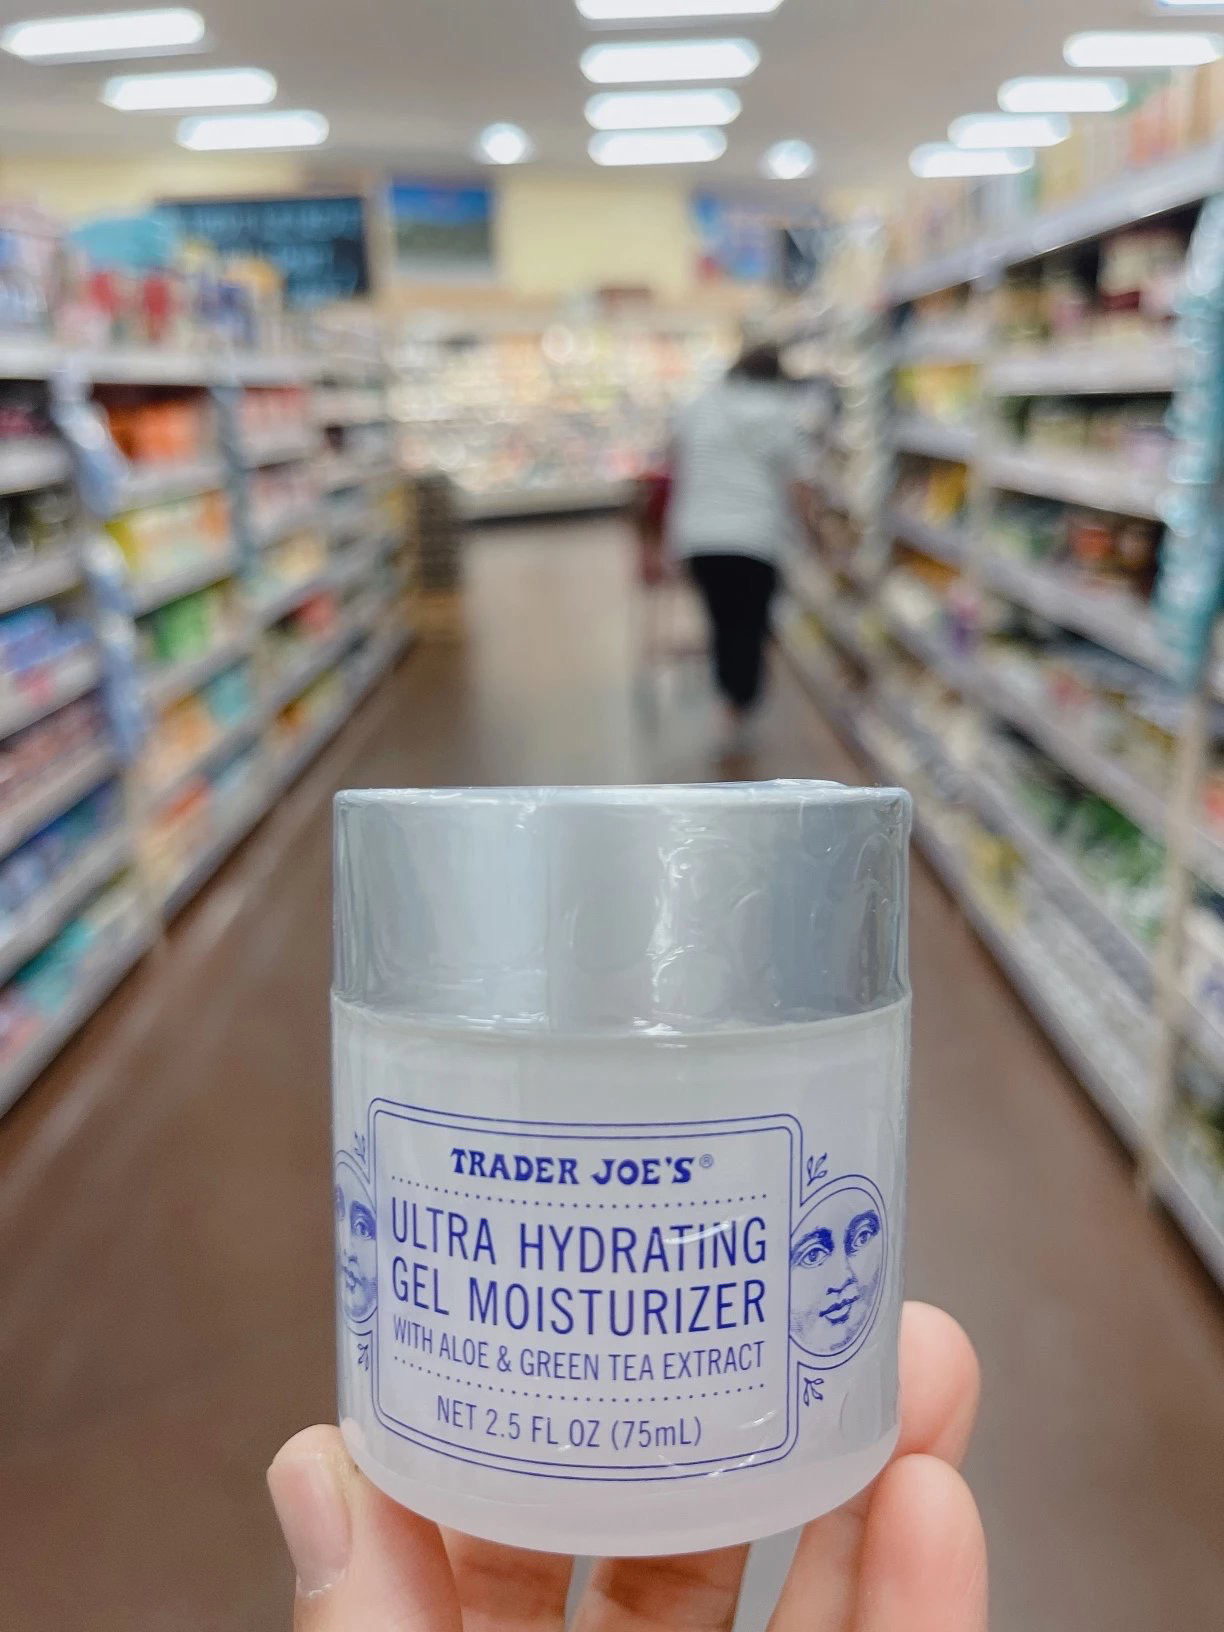 TRADER JOE'S®
ULTRA HYDRATING
GEL MOISTURIZER
WITH ALOE & GREEN TEA EXTRACT
NET 2.5 FL OZ (75mL)